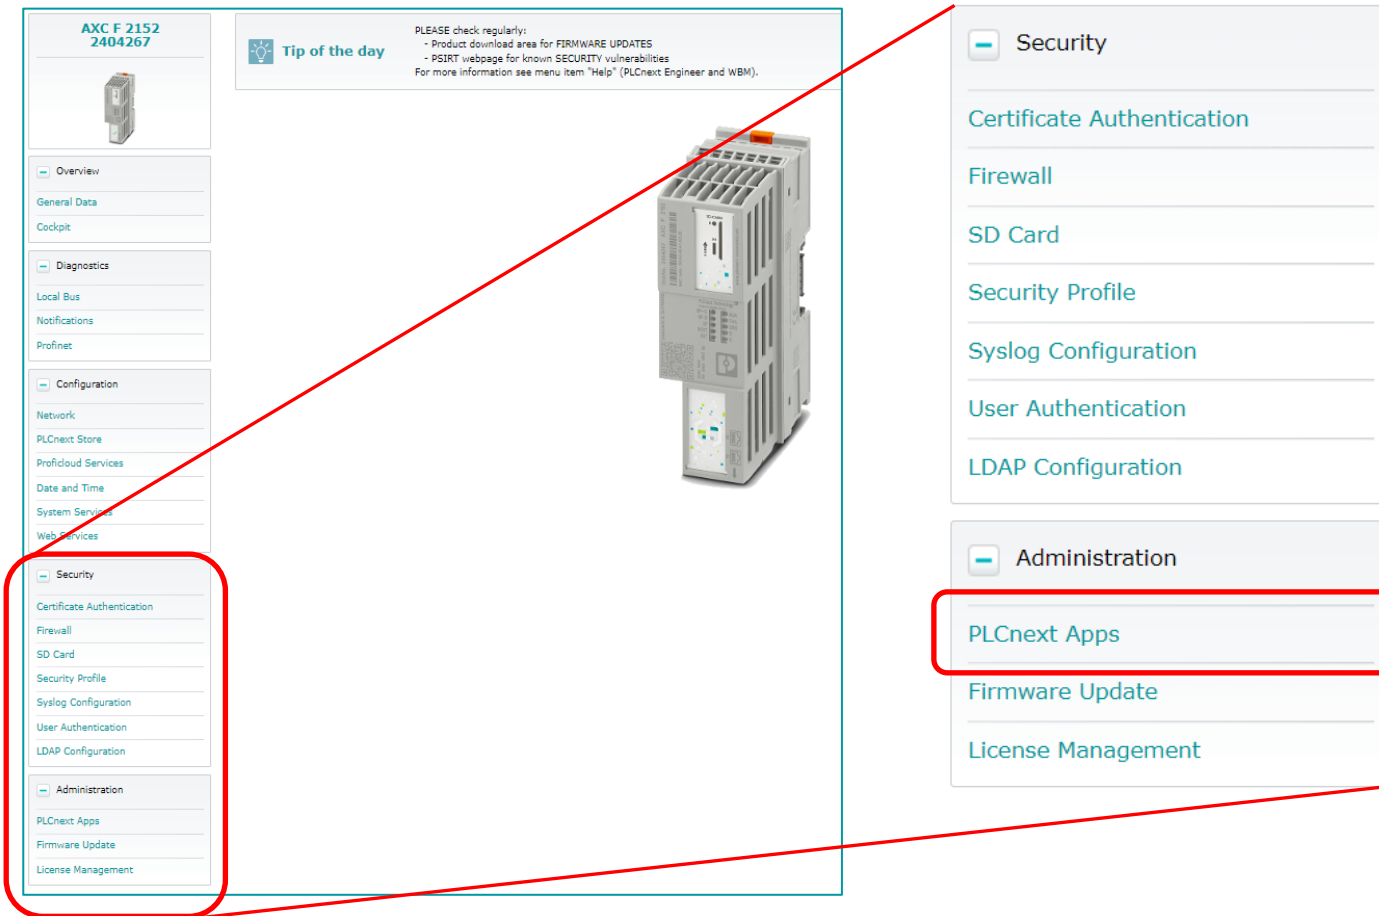 AXC F 2152
2404267
Tip of the day
PLEASE check regularly:
- Product download area for FIRMWARE UPDATES
- PSIRT webpage for known SECURITY vulnerabilities
For more information see menu item "Help" (PLCnext Engineer and WBM).
Overview
General Data
Cockpit
Diagnostics
Local Bus
Notifications
Profinet
Configuration
Network
PLCnext Store
Proficloud Services
Date and Time
System Services
Web Services
Security
Certificate Authentication
Firewall
SD Card
Security Profile
Syslog Configuration
User Authentication
LDAP Configuration
Administration
PLCnext Apps
Firmware Update
License Management
Security
Certificate Authentication
Firewall
SD Card
Security Profile
Syslog Configuration
User Authentication
LDAP Configuration
Administration
PLCnext Apps
Firmware Update
License Management